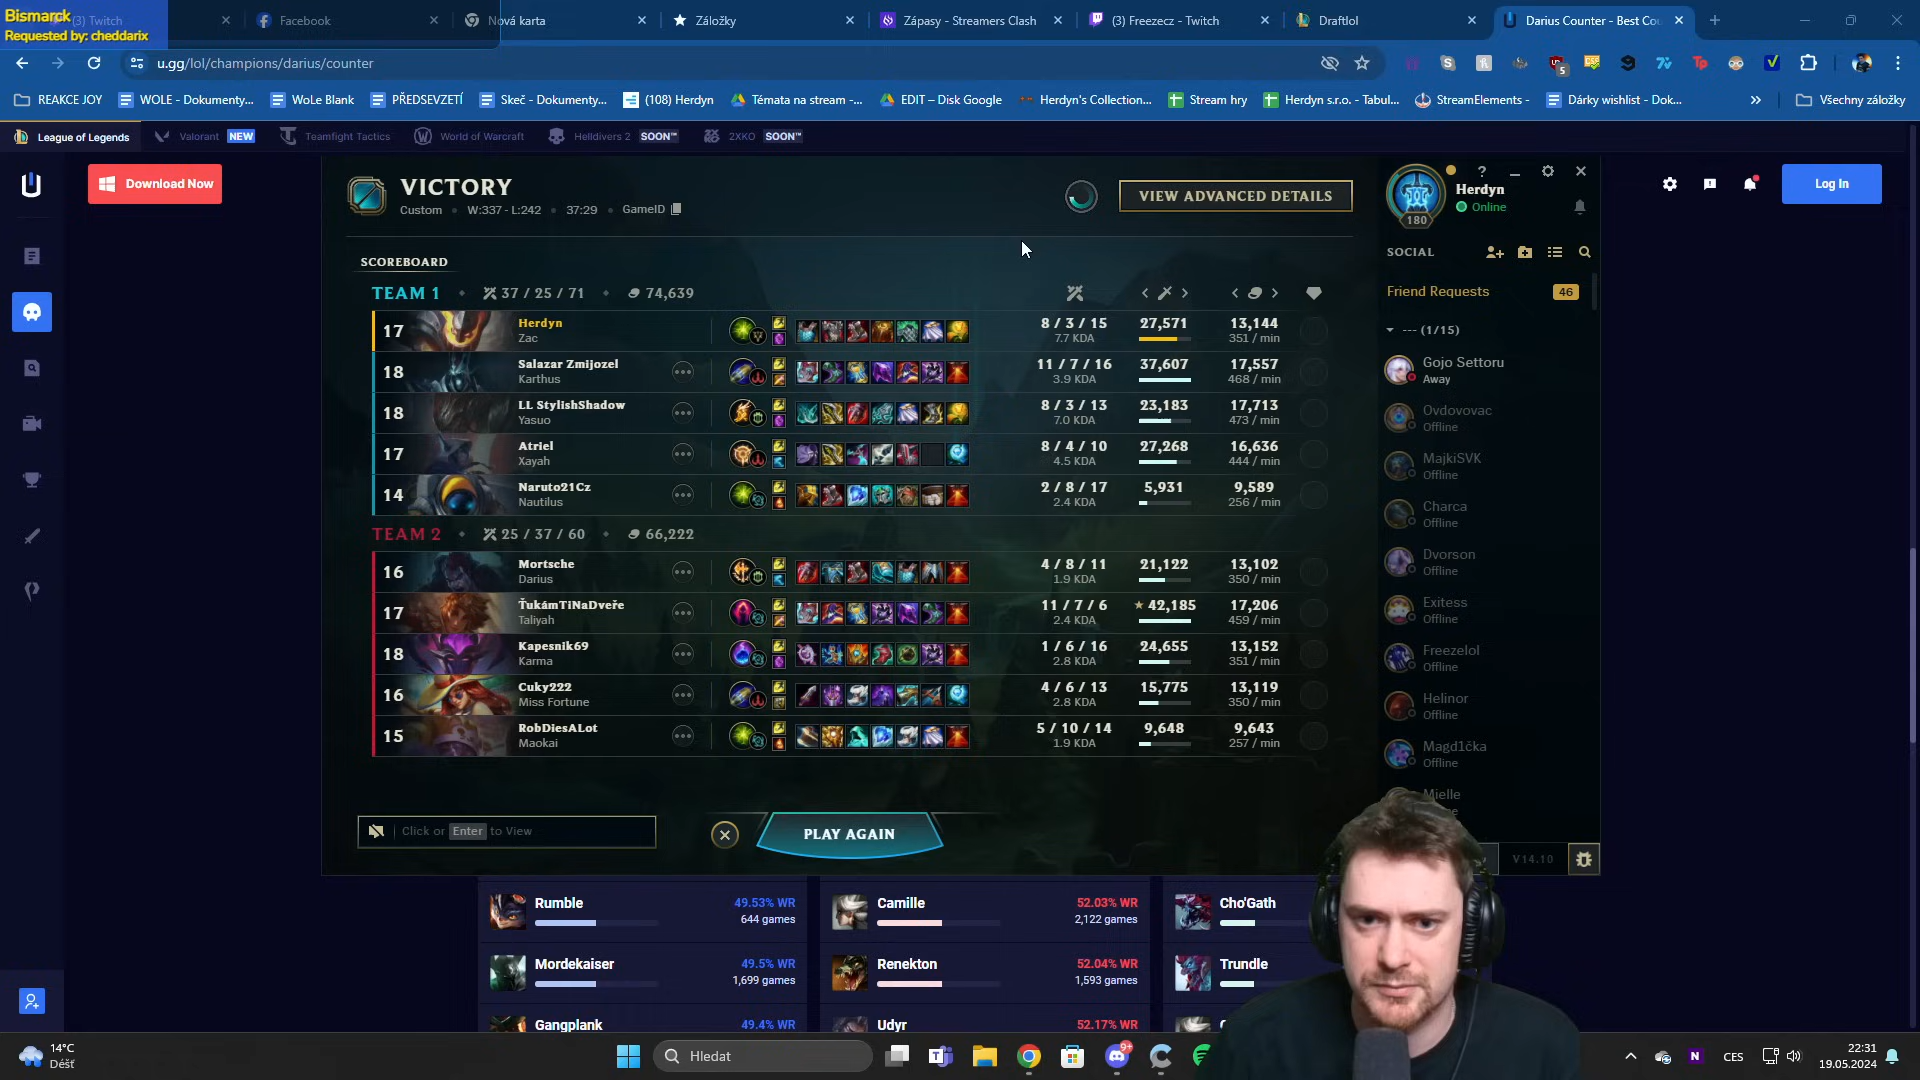 Bismarck
Requested by: cheddarix
(3) Twitch
Facebook
Nová karta
Záložky
Zápasy - Streamers Clash
(3) Freezecz - Twitch
Draftlol
Darius Counter - Best Co
u.gg/lol/champions/darius/counter
REAKCE JOY
WOLE - Dokumenty...
WoLe Blank
PŘEDSEVZETÍ
Skeč - Dokumenty...
(108) Herdyn
Témata na stream -...
EDIT – Disk Google
Herdyn's Collection...
Stream hry
Herdyn s.r.o. - Tabul...
StreamElements -
Dárky wishlist - Dok...
Všechny záložky
League of Legends
Valorant NEW
Teamfight Tactics
World of Warcraft
Helldivers 2 SOON™
2XKO SOON™
Download Now
Log In
VICTORY
Custom • W:337 - L:242 • 37:29 • GameID
VIEW ADVANCED DETAILS
Herdyn
Online
180
SOCIAL
Friend Requests 46
--- (1/15)
SCOREBOARD
TEAM 1 • 37 / 25 / 71 • 74,639
17 Herdyn 8 / 3 / 15 27,571 13,144
Zac 7.7 KDA 351 / min
18 Salazar Zmijozel 11 / 7 / 16 37,607 17,557
Karthus 3.9 KDA 468 / min
18 LL StylishShadow 8 / 3 / 13 23,183 17,713
Yasuo 7.0 KDA 473 / min
17 Atriel 8 / 4 / 10 27,268 16,636
Xayah 4.5 KDA 444 / min
14 Naruto21Cz 2 / 8 / 17 5,931 9,589
Nautilus 2.4 KDA 256 / min
TEAM 2 • 25 / 37 / 60 • 66,222
16 Mortsche 4 / 8 / 11 21,122 13,102
Darius 1.9 KDA 350 / min
17 ŤukámTiNaDveře 11 / 7 / 6 42,185 17,206
Taliyah 2.4 KDA 459 / min
18 Kapesnik69 1 / 6 / 16 24,655 13,152
Karma 2.8 KDA 351 / min
16 Cuky222 4 / 6 / 13 15,775 13,119
Miss Fortune 2.8 KDA 350 / min
15 RobDiesALot 5 / 10 / 14 9,648 9,643
Maokai 1.9 KDA 257 / min
Gojo Settoru
Away
Ovdovovac
Offline
MajkiSVK
Offline
Charca
Offline
Dvorson
Offline
Exitess
Offline
Freezelol
Offline
Helinor
Offline
Magd1čka
Offline
Mielle
Click or Enter to View
PLAY AGAIN
V14.10
Rumble 49.53% WR
644 games
Camille 52.03% WR
2,122 games
Cho'Gath
Mordekaiser 49.5% WR
1,699 games
Renekton 52.04% WR
1,593 games
Trundle
Gangplank 49.4% WR
Udyr 52.17% WR
14°C
Déšť
Hledat
9+
CES
22:31
19.05.2024